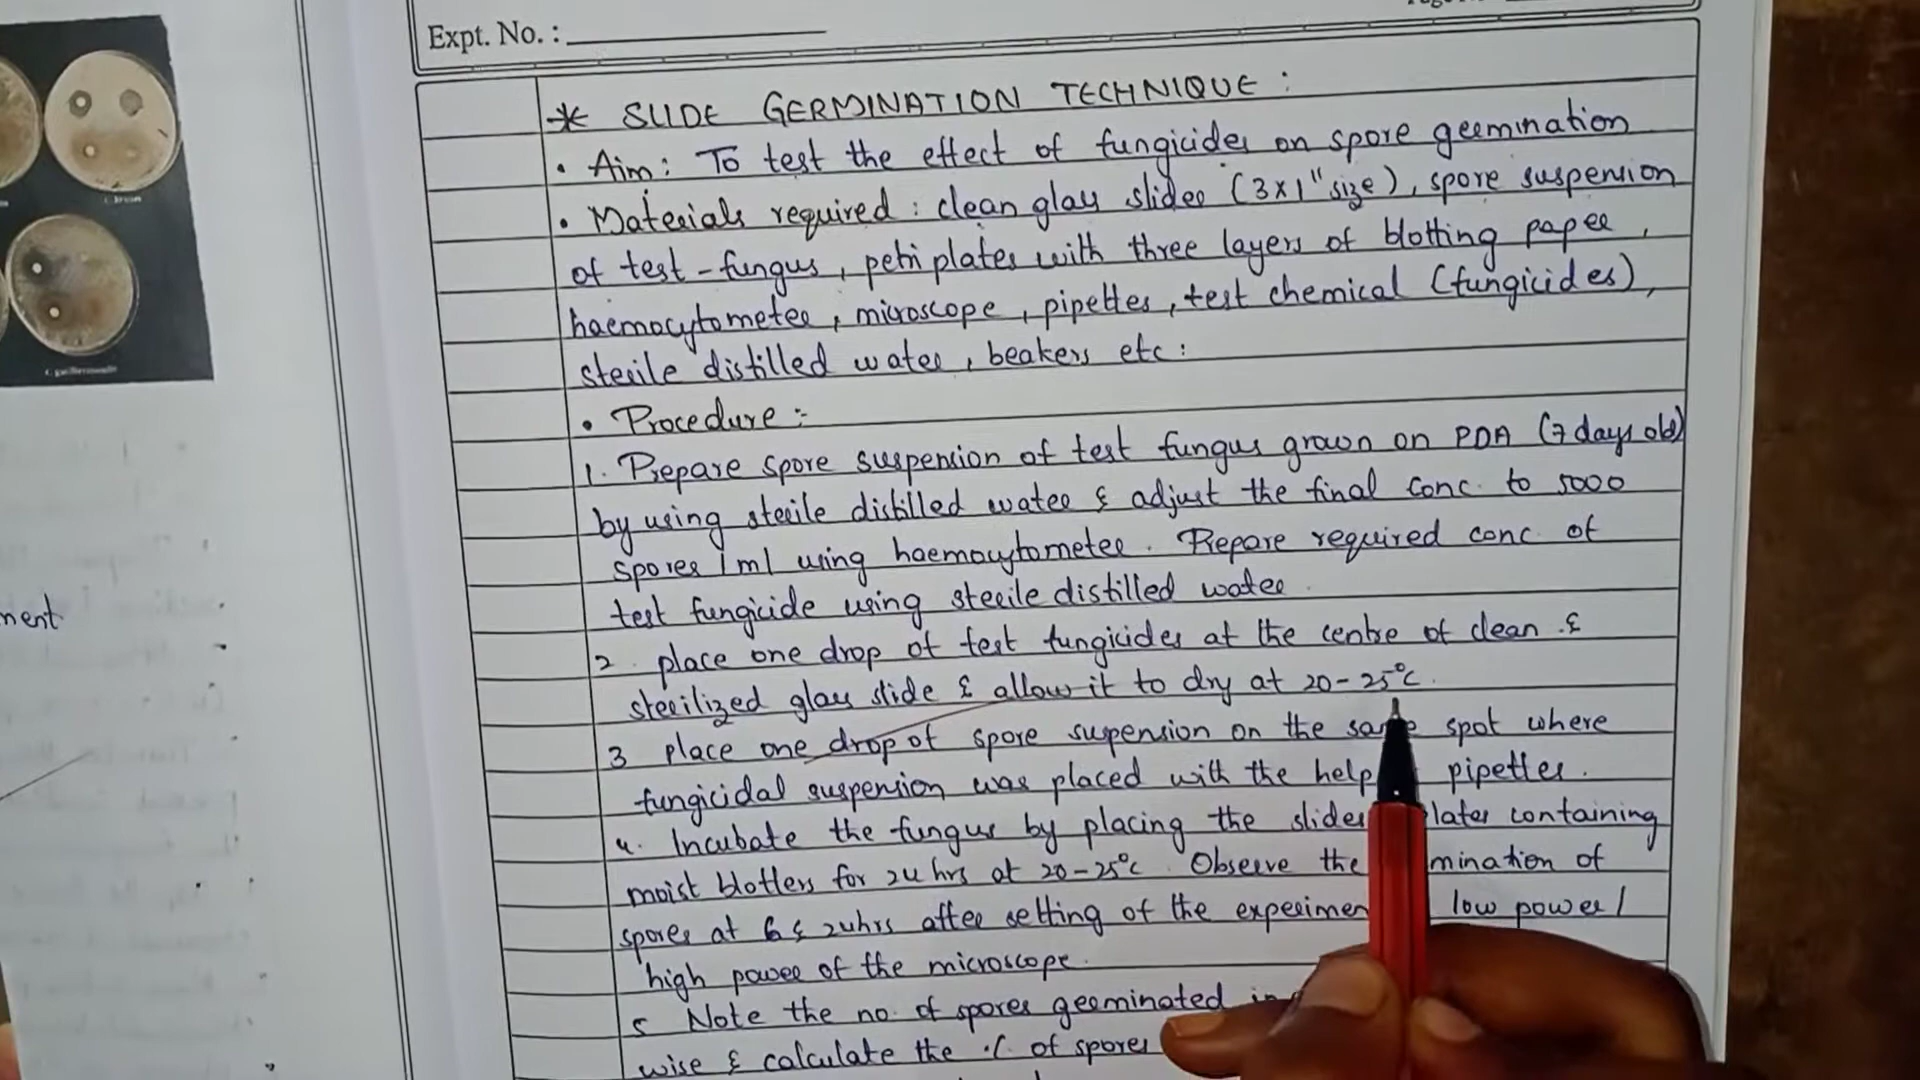 Expt. No. :
* SLIDE GERMINATION TECHNIQUE :
• Aim : To test the effect of fungicides on spore germination
• Materials required : clean glass slides (3x1" size), spore suspension
of test-fungus, petri plates with three layers of blotting paper,
haemocytometer, microscope, pipettes, test chemical (fungicides),
sterile distilled water, beakers etc :
• Procedure :-
1. Prepare spore suspension of test fungus grown on PDA (7 days old)
by using sterile distilled water & adjust the final conc. to 5000
spores / ml using haemocytometer. Prepare required conc of
test fungicide using sterile distilled water.
2. place one drop of test fungicides at the centre of clean &
sterilized glass slide & allow it to dry at 20-25°c.
3 place one drop of spore supension on the same spot where
fungicidal suspension was placed with the help pipettes.
4. Incubate the fungus by placing the slides containing
moist blotters for 24 hrs at 20-25°c. Observe the mination of
spores at 6 & 24hrs after setting of the experimen low power /
high power of the microscope.
5 Note the no. of spores germinated in
wise & calculate the % of spores
ment